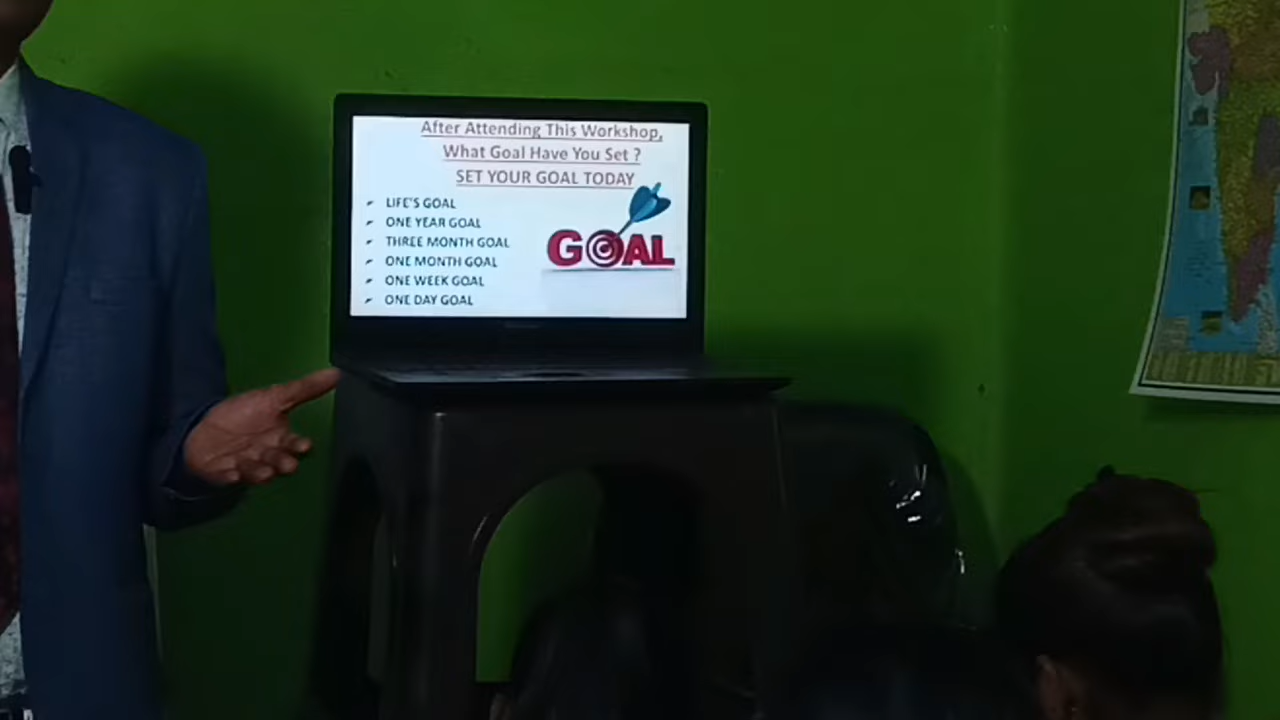 After Attending This Workshop,
What Goal Have You Set ?
SET YOUR GOAL TODAY
LIFE'S GOAL
ONE YEAR GOAL
THREE MONTH GOAL
ONE MONTH GOAL
ONE WEEK GOAL
ONE DAY GOAL
GOAL